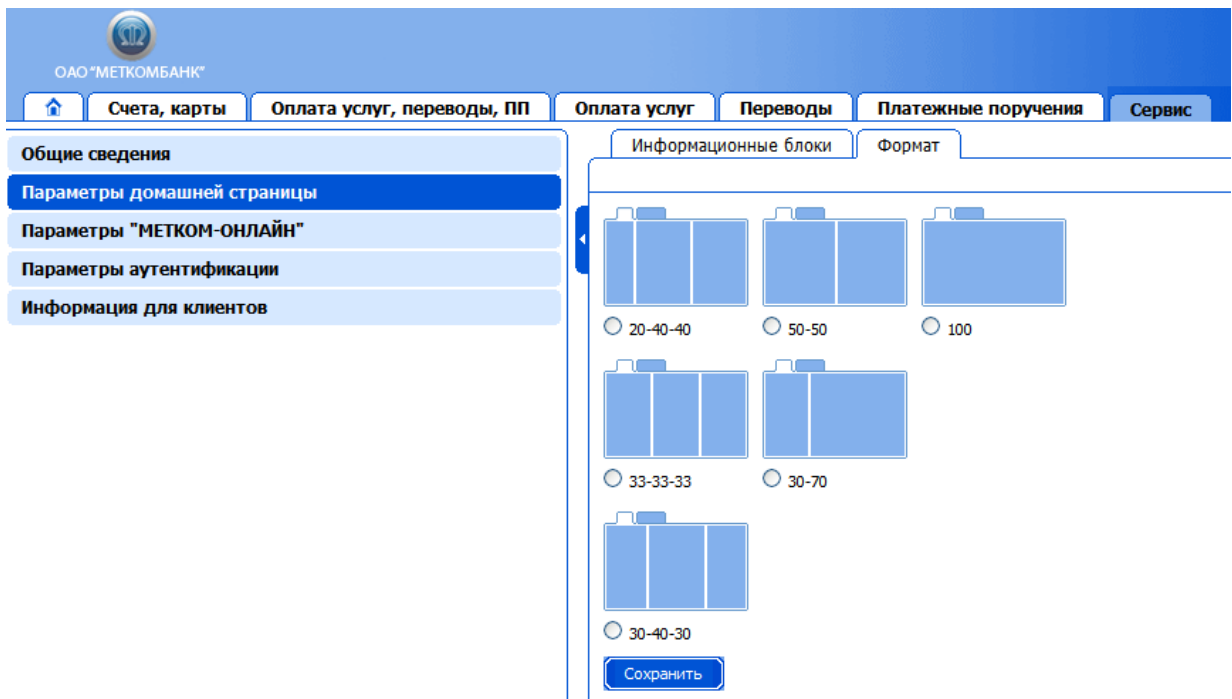 ОАО "МЕТКОМБАНК"
Счета, карты
Оплата услуг, переводы, ПП
Оплата услуг
Переводы
Платежные поручения
Сервис
Общие сведения
Параметры домашней страницы
Параметры "МЕТКОМ-ОНЛАЙН"
Параметры аутентификации
Информация для клиентов
Информационные блоки
Формат
20-40-40
50-50
100
33-33-33
30-70
30-40-30
Сохранить